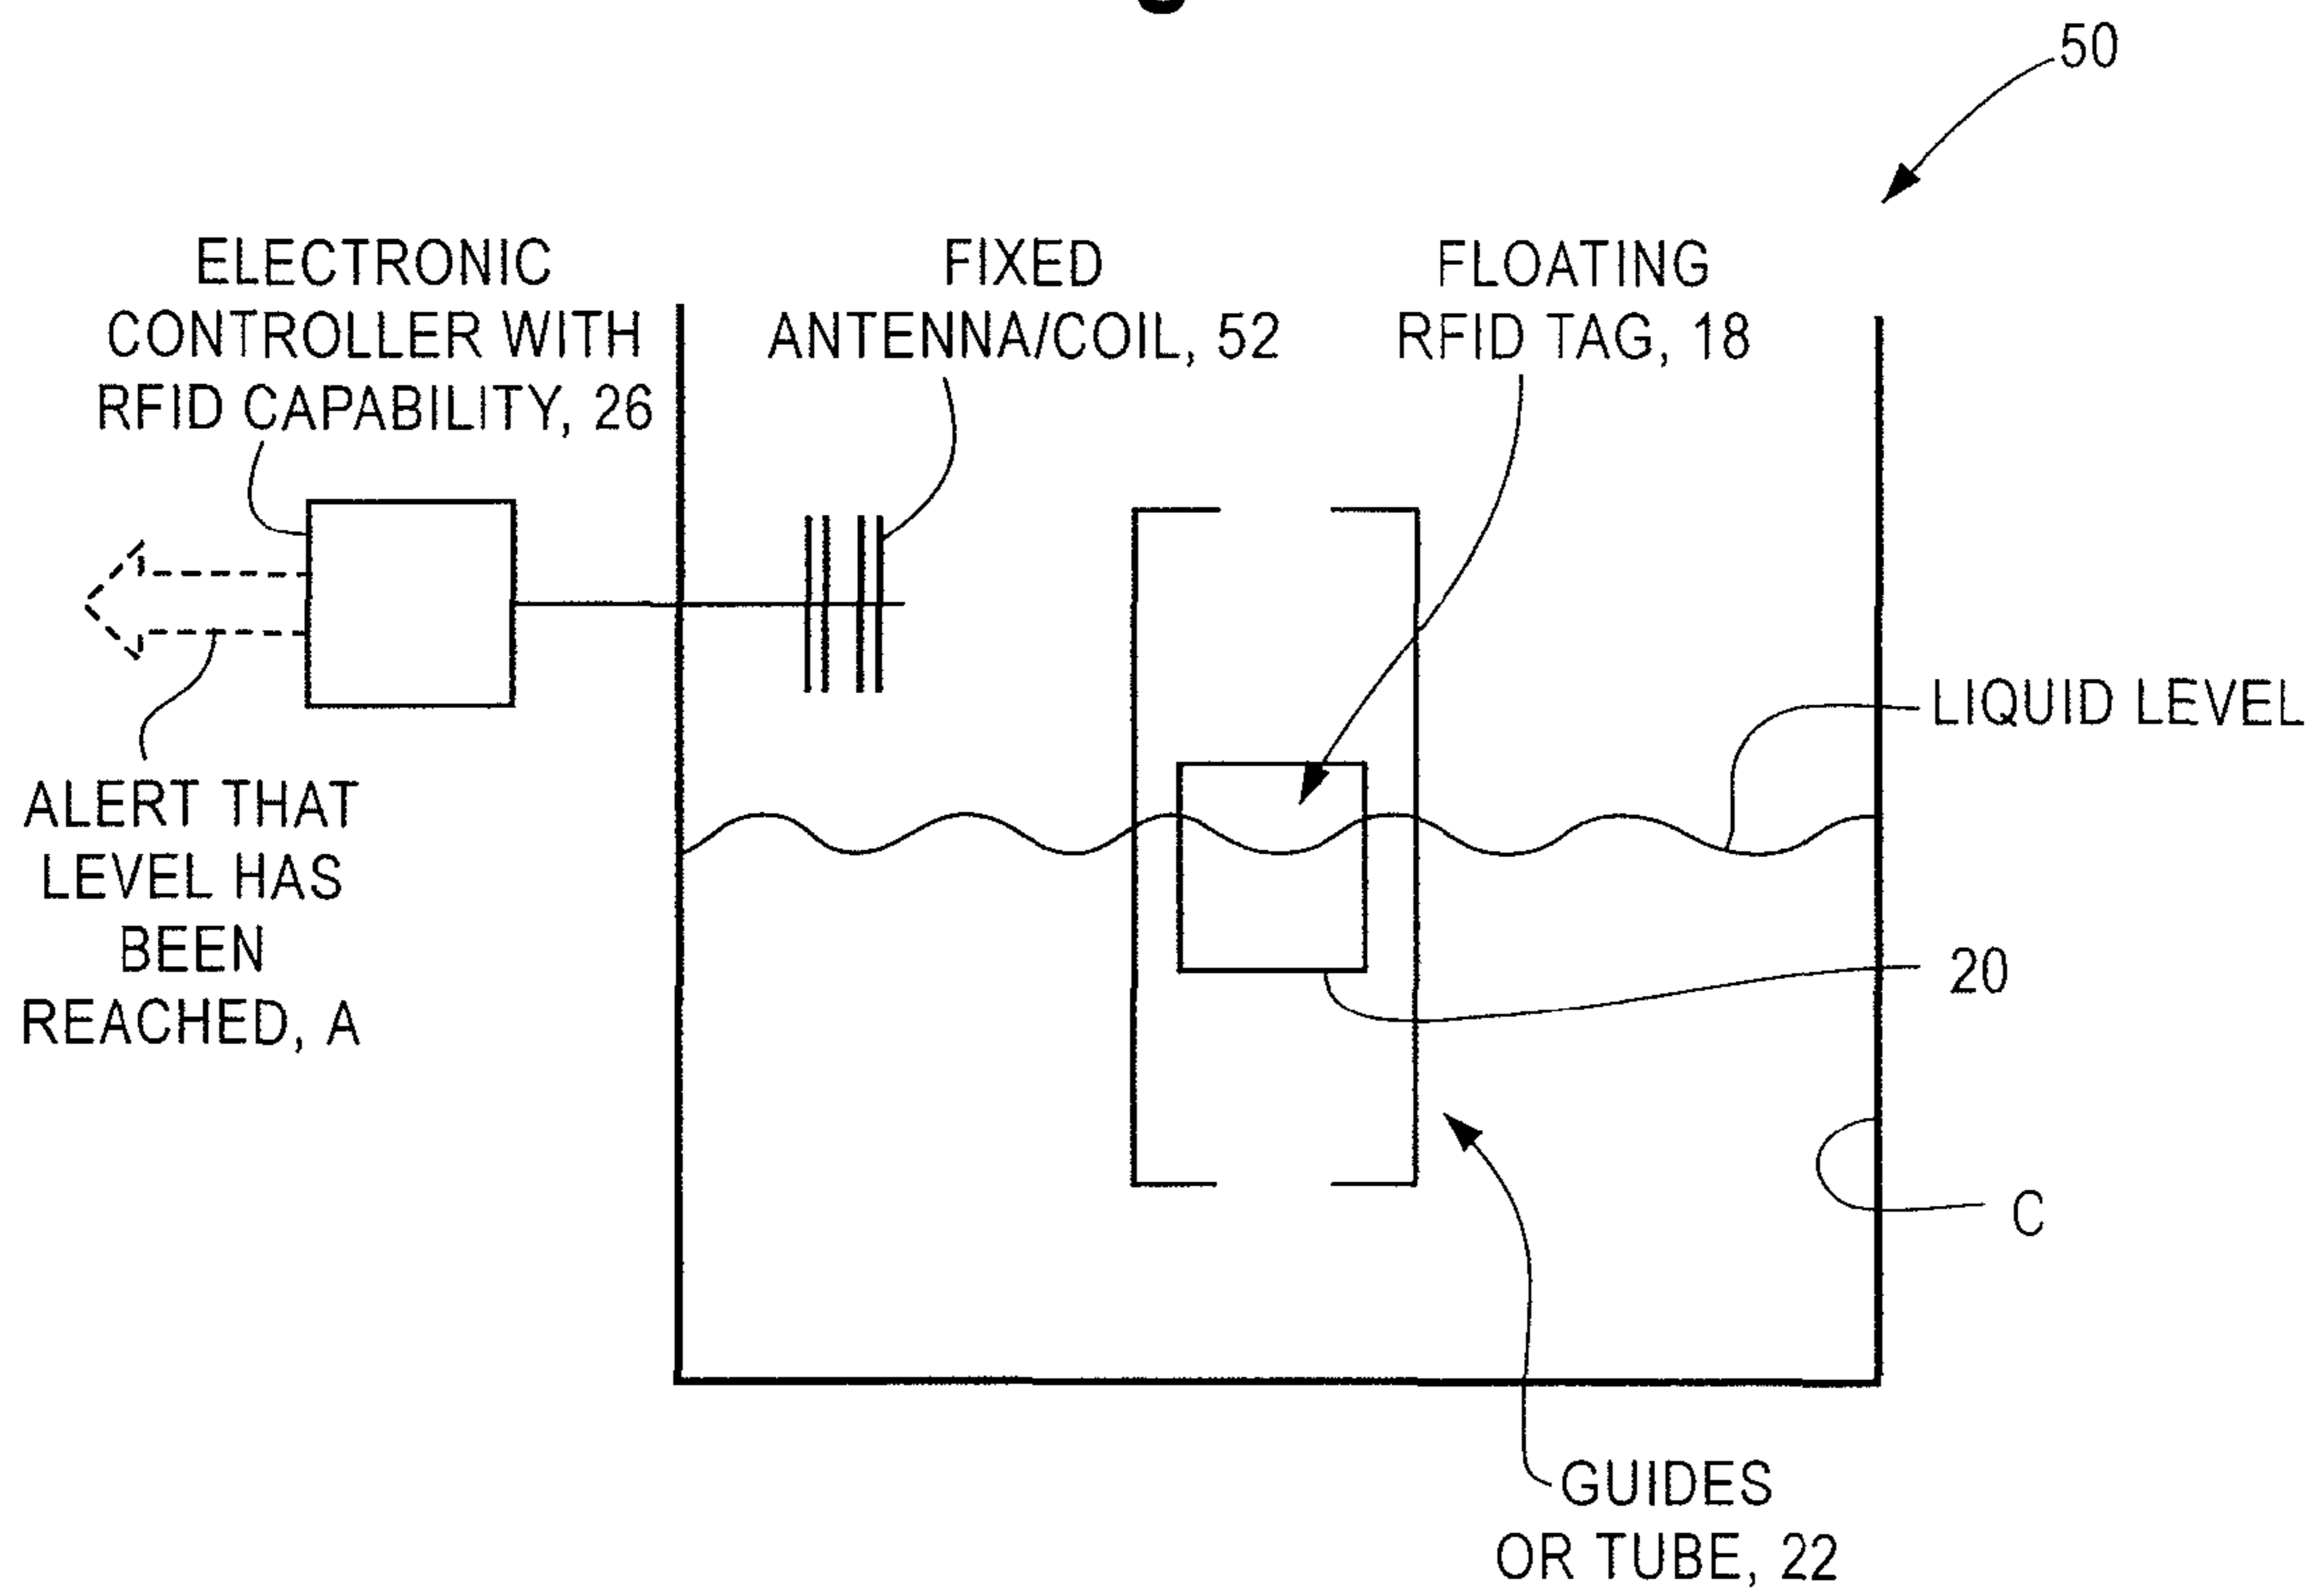 50
ELECTRONIC
CONTROLLER WITH
RFID CAPABILITY, 26
FIXED
ANTENNA/COIL, 52
FLOATING
RFID TAG, 18
LIQUID LEVEL
ALERT THAT
LEVEL HAS
BEEN
REACHED, A
20
C
GUIDES
OR TUBE, 22